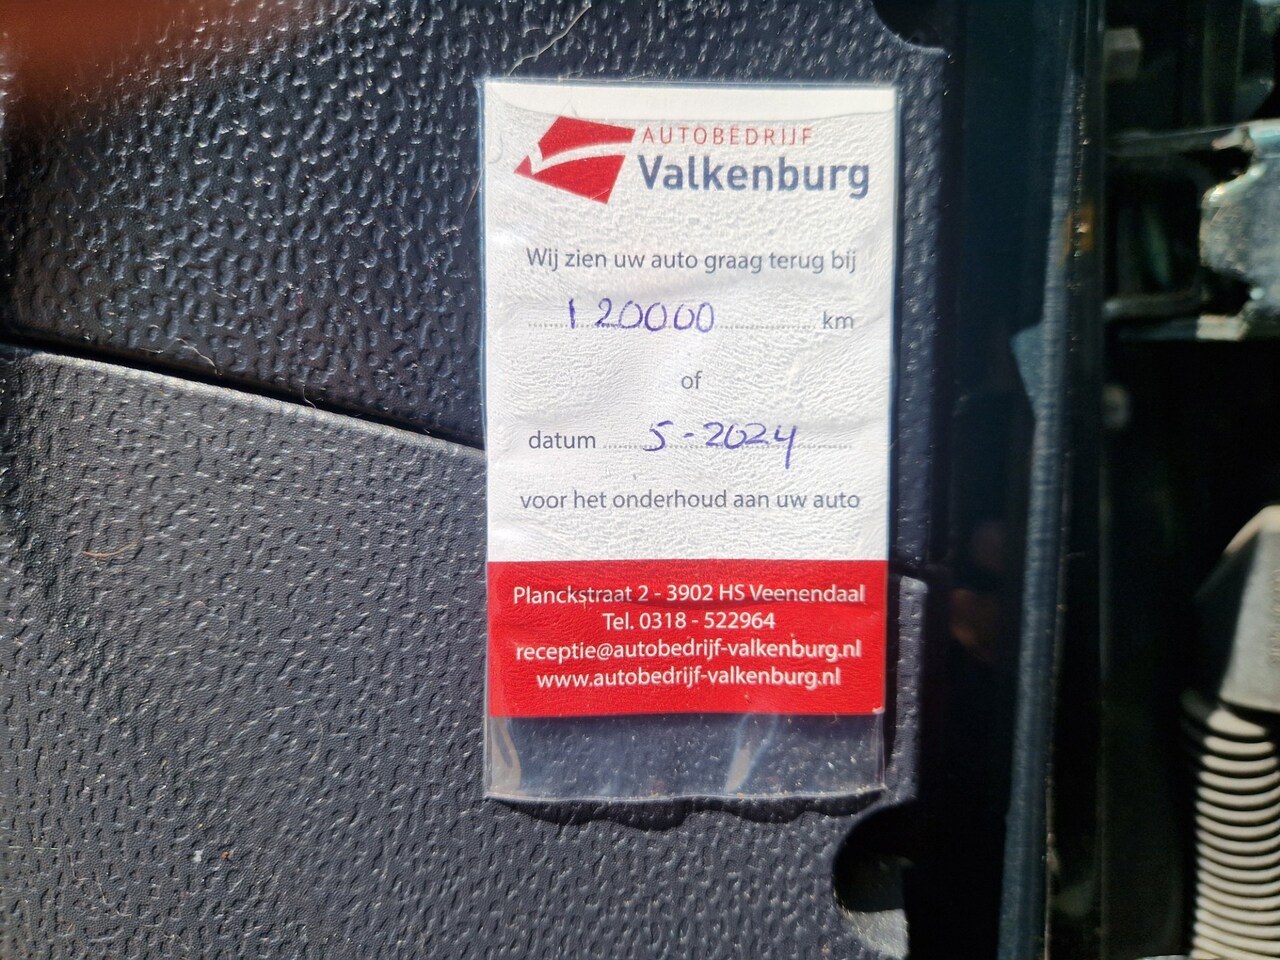 AUTOBEDRIJF
Valkenburg
Wij zien uw auto graag terug bij
120000 km
of
datum 5-2024
voor het onderhoud aan uw auto
Planckstraat 2 - 3902 HS Veenendaal
Tel. 0318 - 522964
receptie@autobedrijf-valkenburg.nl
www.autobedrijf-valkenburg.nl